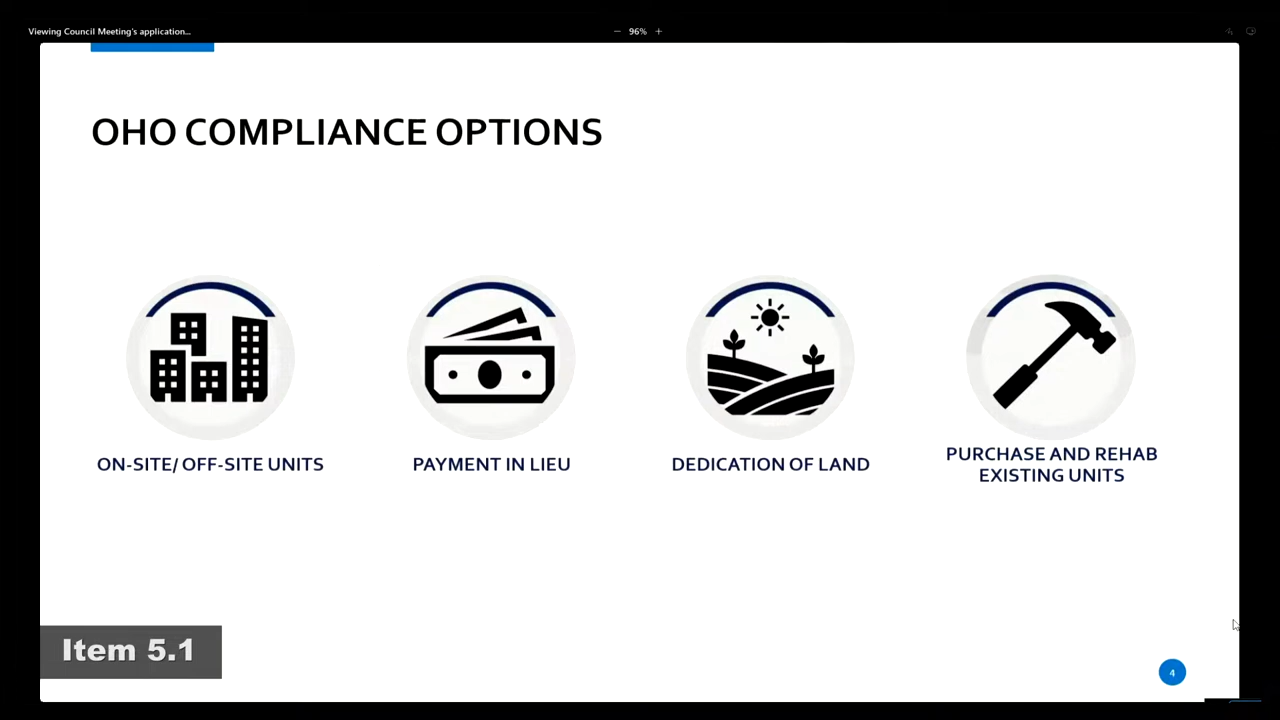 Viewing Council Meeting's application...
− 96% +
OHO COMPLIANCE OPTIONS
ON-SITE/ OFF-SITE UNITS
PAYMENT IN LIEU
DEDICATION OF LAND
PURCHASE AND REHAB
EXISTING UNITS
Item 5.1
4